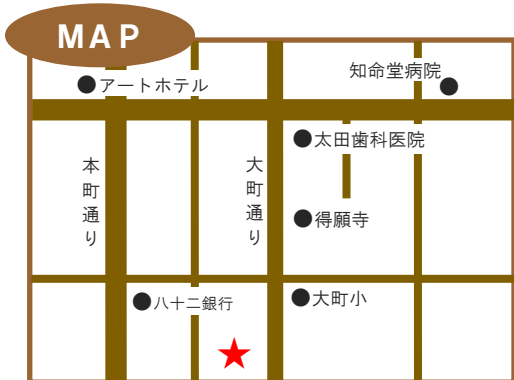 MAP
アートホテル
知命堂病院
太田歯科医院
本町通り
大町通り
得願寺
八十二銀行
大町小